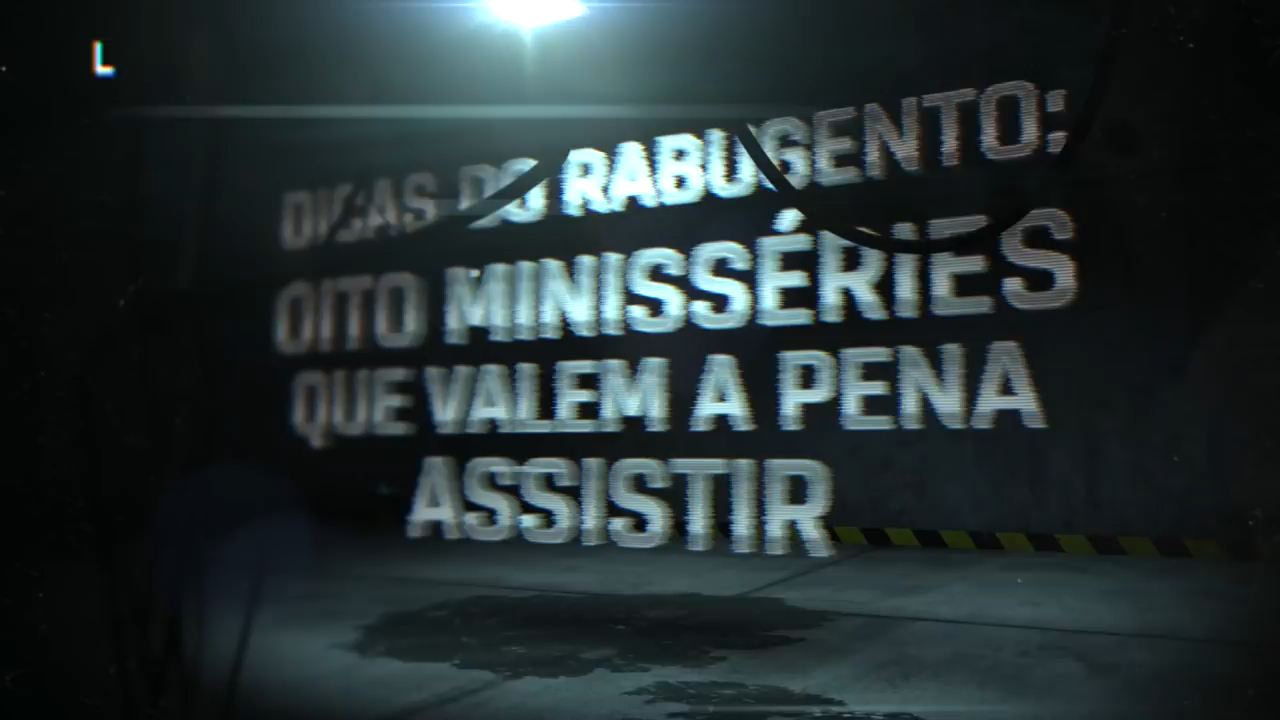 L
DICAS DO RABUGENTO:
OITO MINISSÉRIES
QUE VALEM A PENA
ASSISTIR